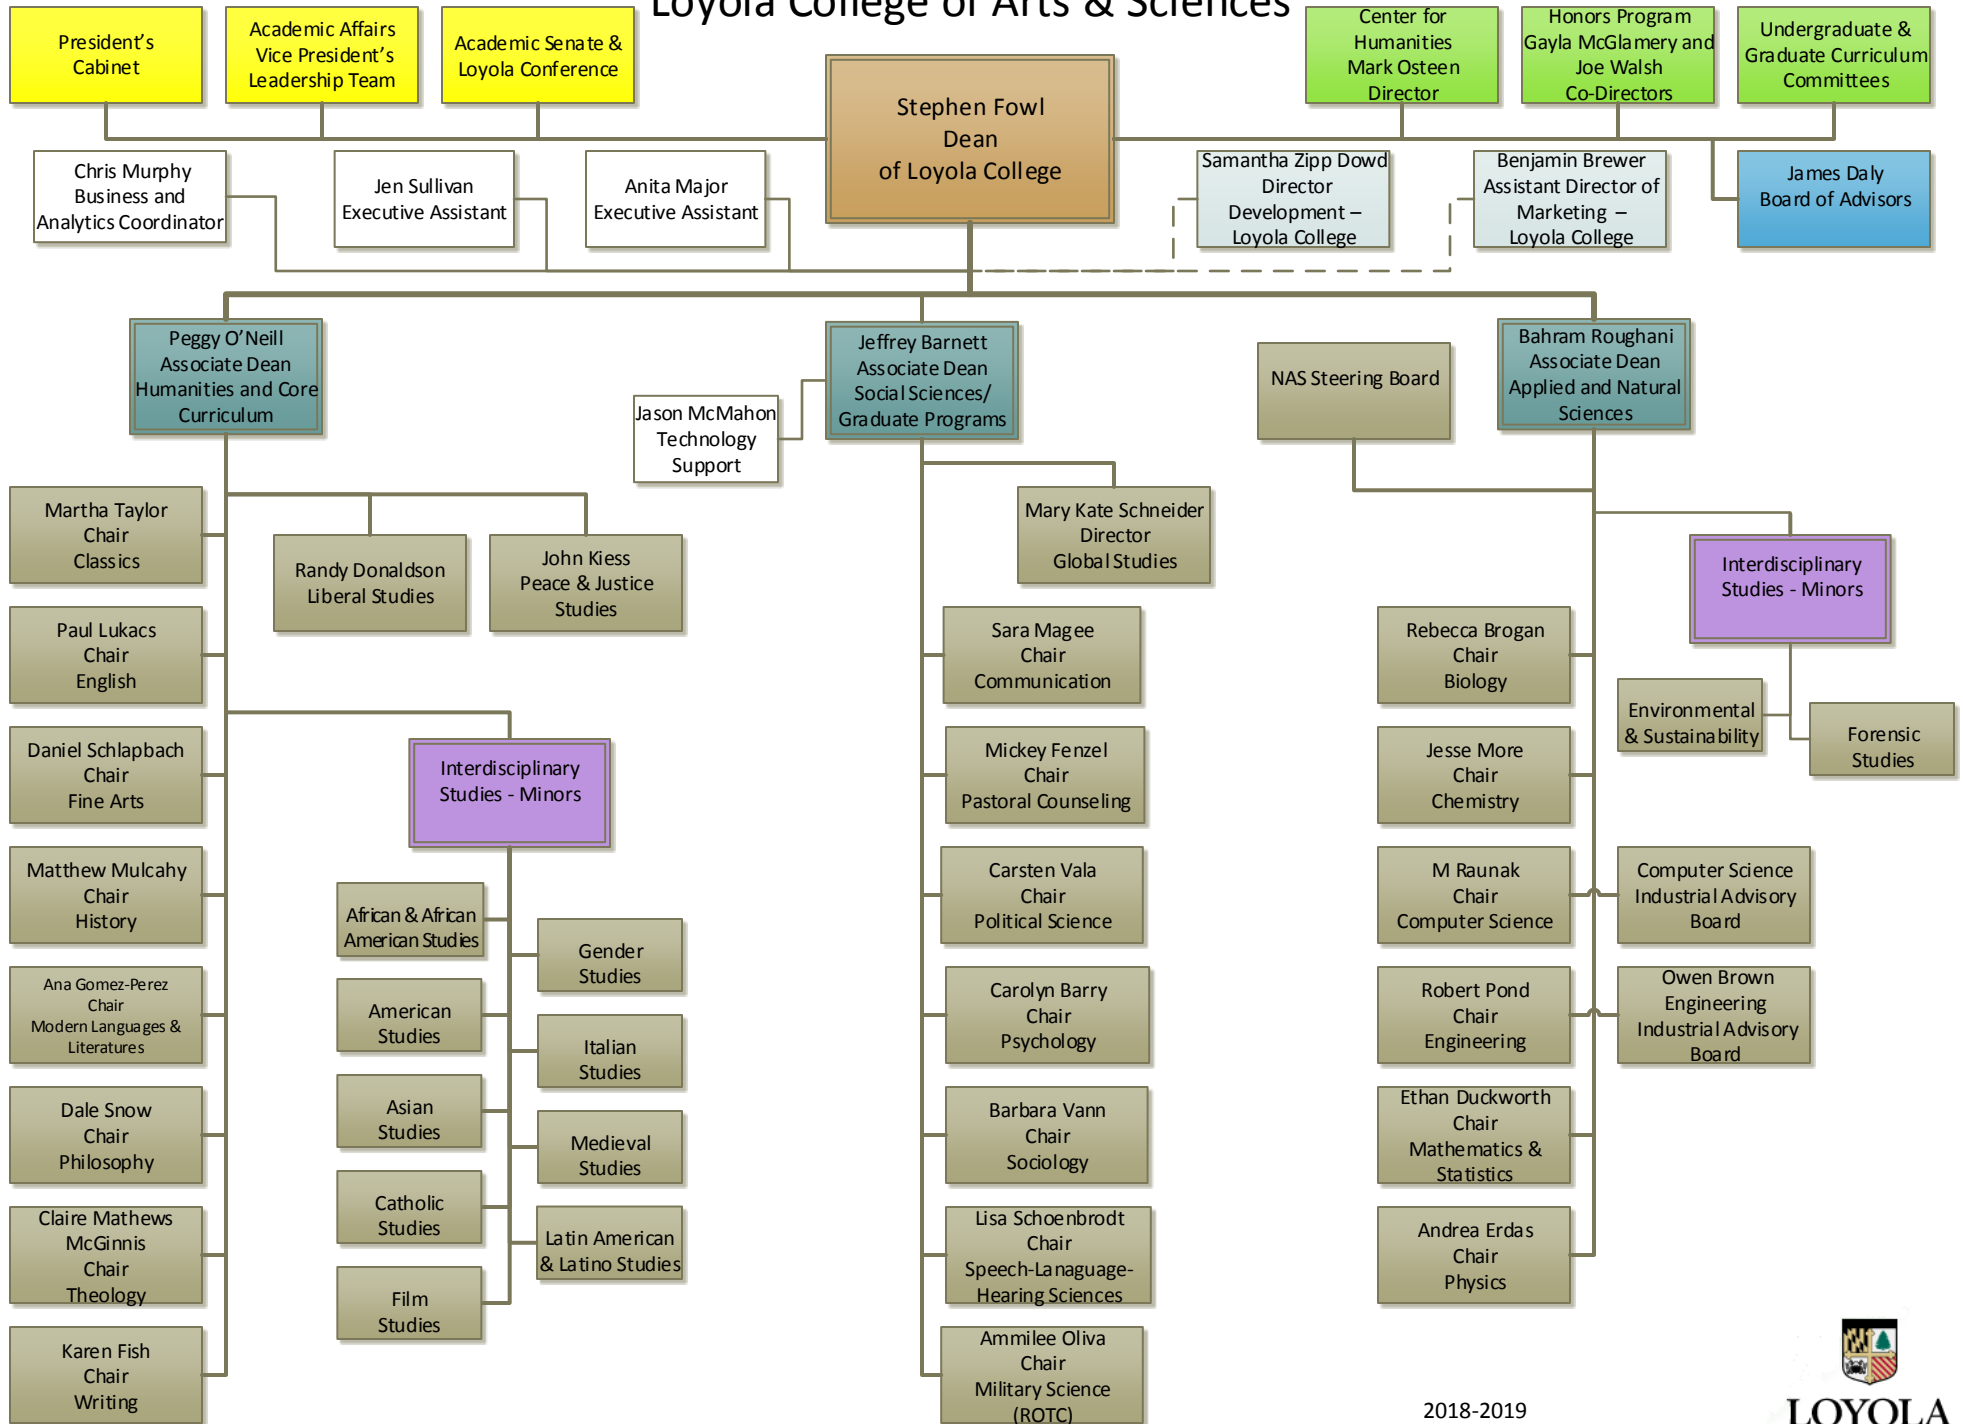 Loyola College of Arts & Sciences
President's
Cabinet
Academic Affairs
Vice President's
Leadership Team
Academic Senate &
Loyola Conference
Stephen Fowl
Dean
of Loyola College
Center for
Humanities
Mark Osteen
Director
Honors Program
Gayla McGlamery and
Joe Walsh
Co-Directors
Undergraduate &
Graduate Curriculum
Committees
Chris Murphy
Business and
Analytics Coordinator
Jen Sullivan
Executive Assistant
Anita Major
Executive Assistant
Samantha Zipp Dowd
Director
Development –
Loyola College
Benjamin Brewer
Assistant Director of
Marketing –
Loyola College
James Daly
Board of Advisors
Peggy O'Neill
Associate Dean
Humanities and Core
Curriculum
Jeffrey Barnett
Associate Dean
Social Sciences/
Graduate Programs
Jason McMahon
Technology
Support
NAS Steering Board
Bahram Roughani
Associate Dean
Applied and Natural
Sciences
Martha Taylor
Chair
Classics
Randy Donaldson
Liberal Studies
John Kiess
Peace & Justice
Studies
Paul Lukacs
Chair
English
Daniel Schlapbach
Chair
Fine Arts
Matthew Mulcahy
Chair
History
Ana Gomez-Perez
Chair
Modern Languages &
Literatures
Dale Snow
Chair
Philosophy
Claire Mathews
McGinnis
Chair
Theology
Karen Fish
Chair
Writing
Interdisciplinary
Studies - Minors
African & African
American Studies
Gender
Studies
American
Studies
Italian
Studies
Asian
Studies
Medieval
Studies
Catholic
Studies
Latin American
& Latino Studies
Film
Studies
Mary Kate Schneider
Director
Global Studies
Sara Magee
Chair
Communication
Mickey Fenzel
Chair
Pastoral Counseling
Carsten Vala
Chair
Political Science
Carolyn Barry
Chair
Psychology
Barbara Vann
Chair
Sociology
Lisa Schoenbrodt
Chair
Speech-Lanaguage-
Hearing Sciences
Ammilee Oliva
Chair
Military Science
(ROTC)
Interdisciplinary
Studies - Minors
Environmental
& Sustainability
Forensic
Studies
Rebecca Brogan
Chair
Biology
Jesse More
Chair
Chemistry
M Raunak
Chair
Computer Science
Computer Science
Industrial Advisory
Board
Robert Pond
Chair
Engineering
Owen Brown
Engineering
Industrial Advisory
Board
Ethan Duckworth
Chair
Mathematics &
Statistics
Andrea Erdas
Chair
Physics
2018-2019
LOYOLA